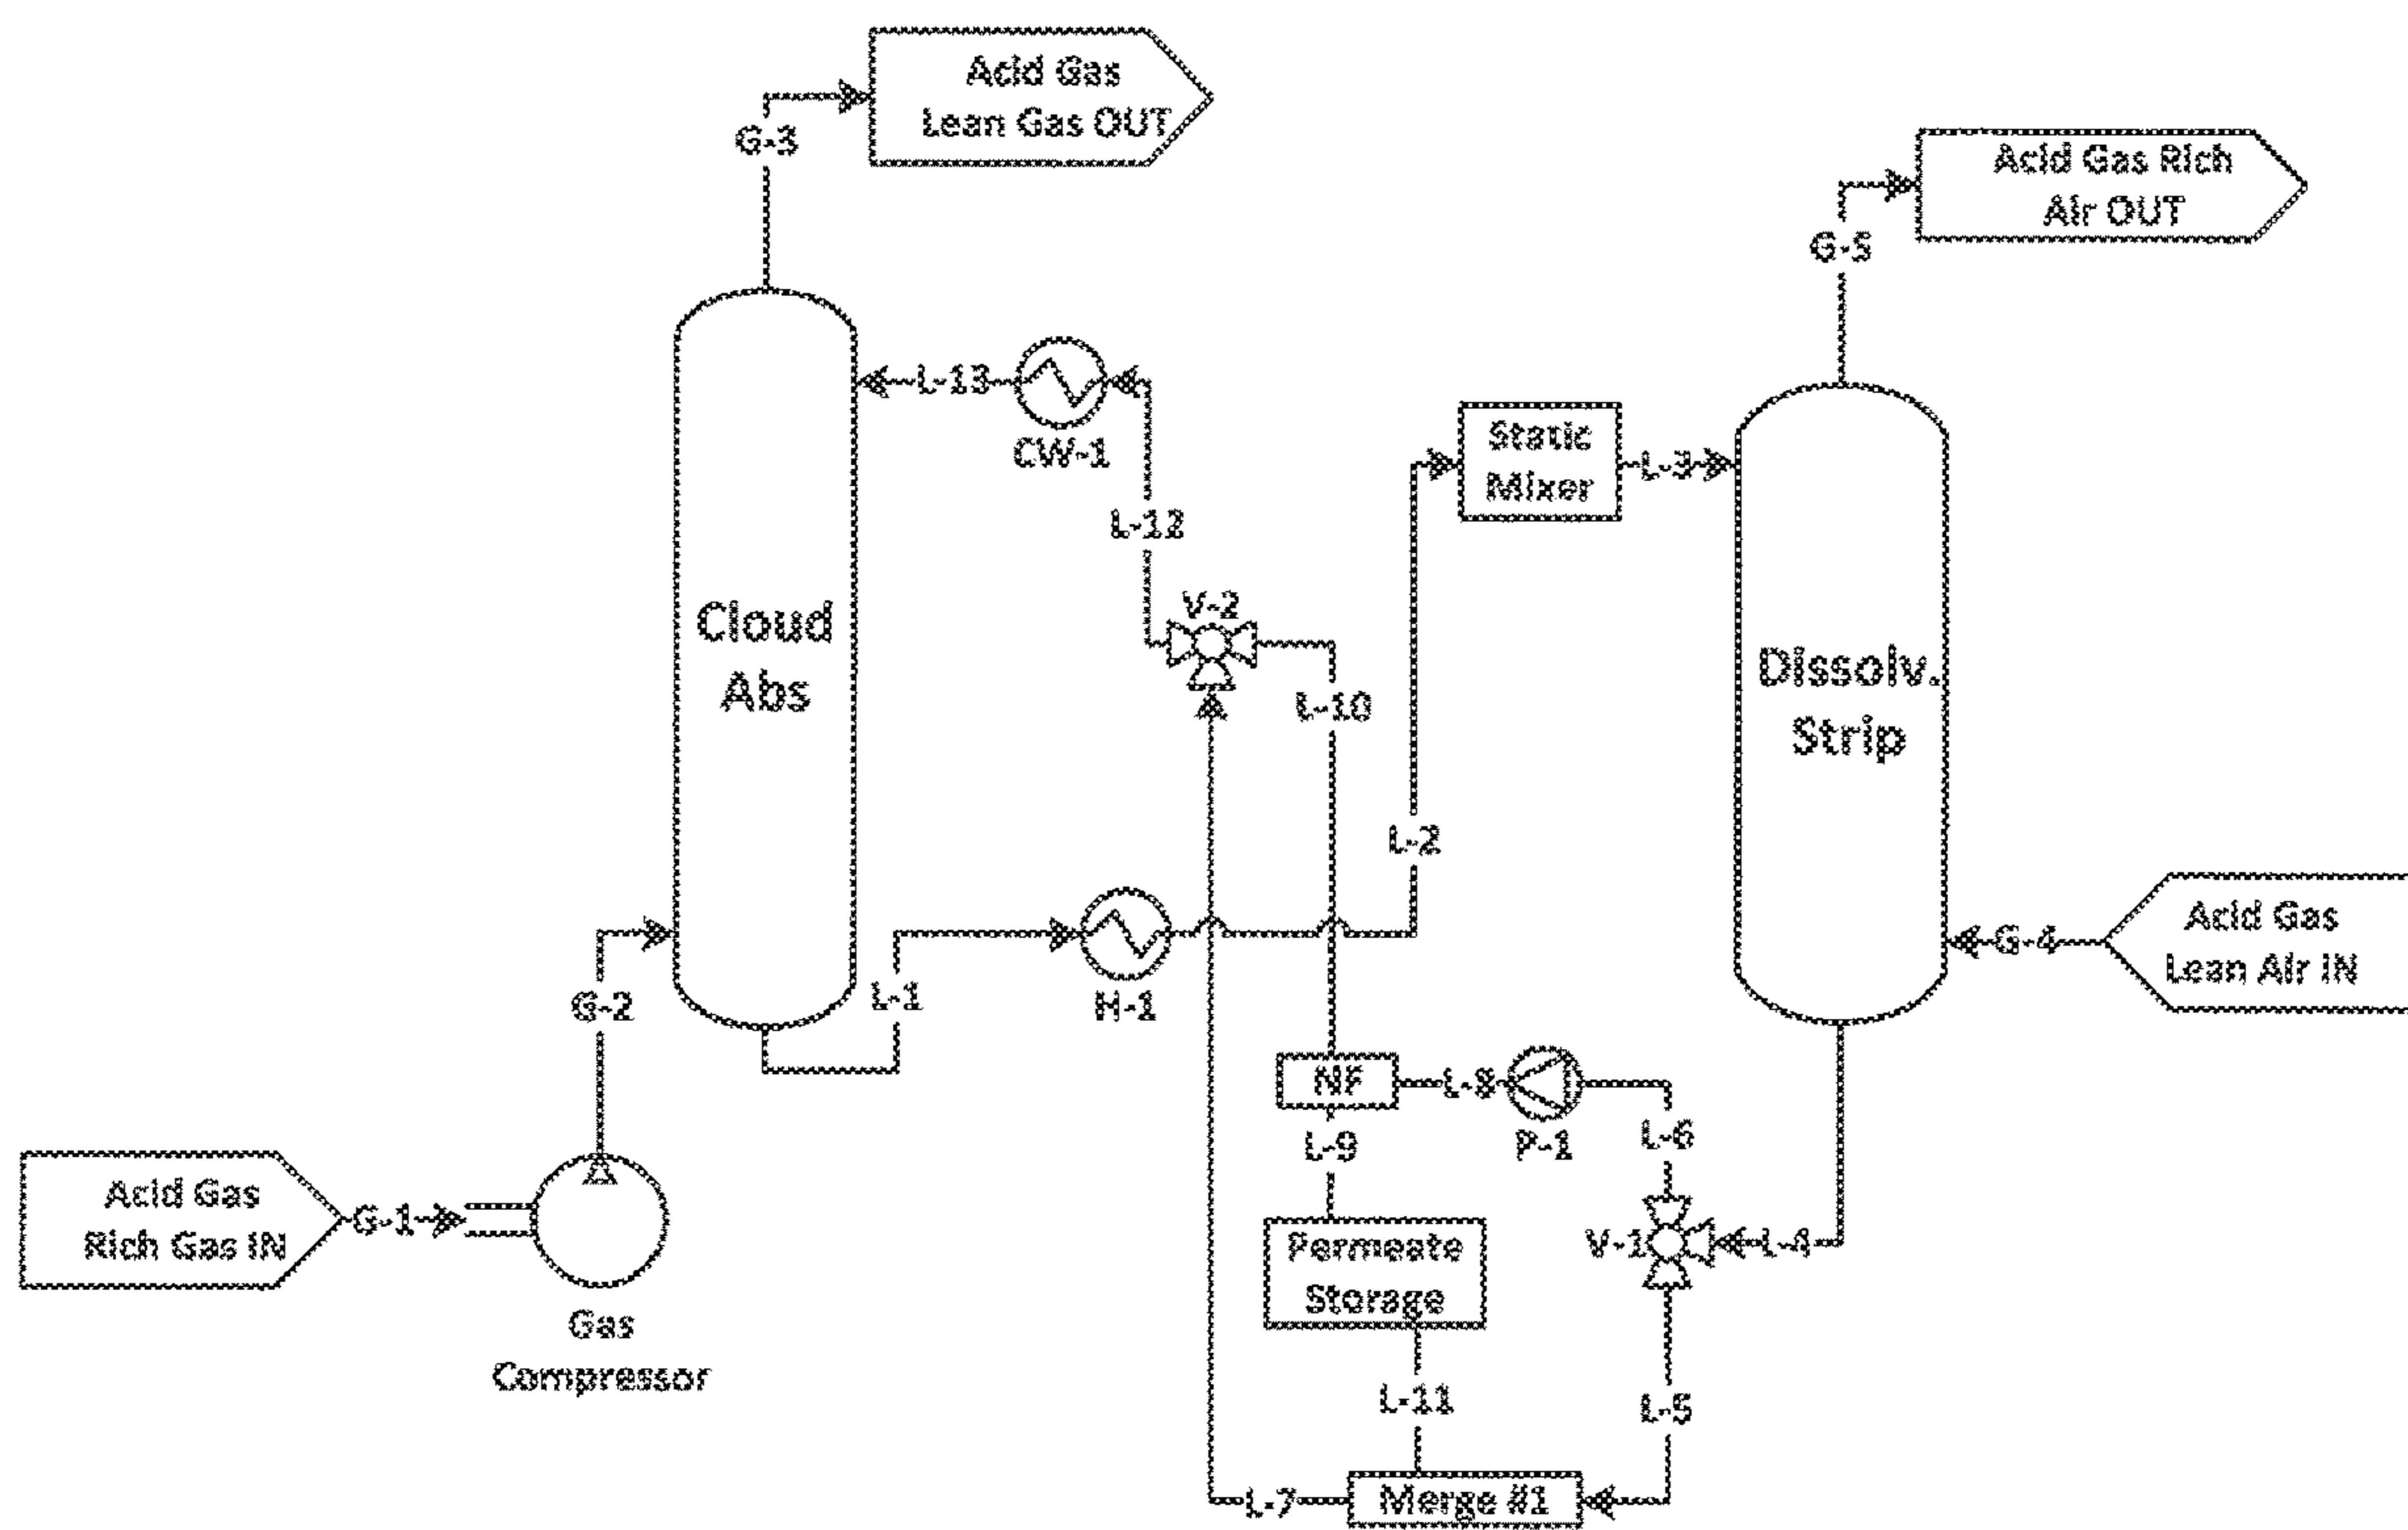 Acid Gas
Lean Gas OUT
G-3
Acid Gas Rich
Air OUT
G-5
L-13
CW-1
Static
Mixer
L-3
L-12
V-2
Cloud
Abs
L-10
Dissolv.
Strip
L-2
Acid Gas
Lean Air IN
G-4
G-2
L-1
H-1
NF
L-8
P-1
L-6
L-9
Acid Gas
Rich Gas IN
G-1
Permeate
Storage
V-1
L-4
Gas
Compressor
L-11
L-5
L-7
Merge #1